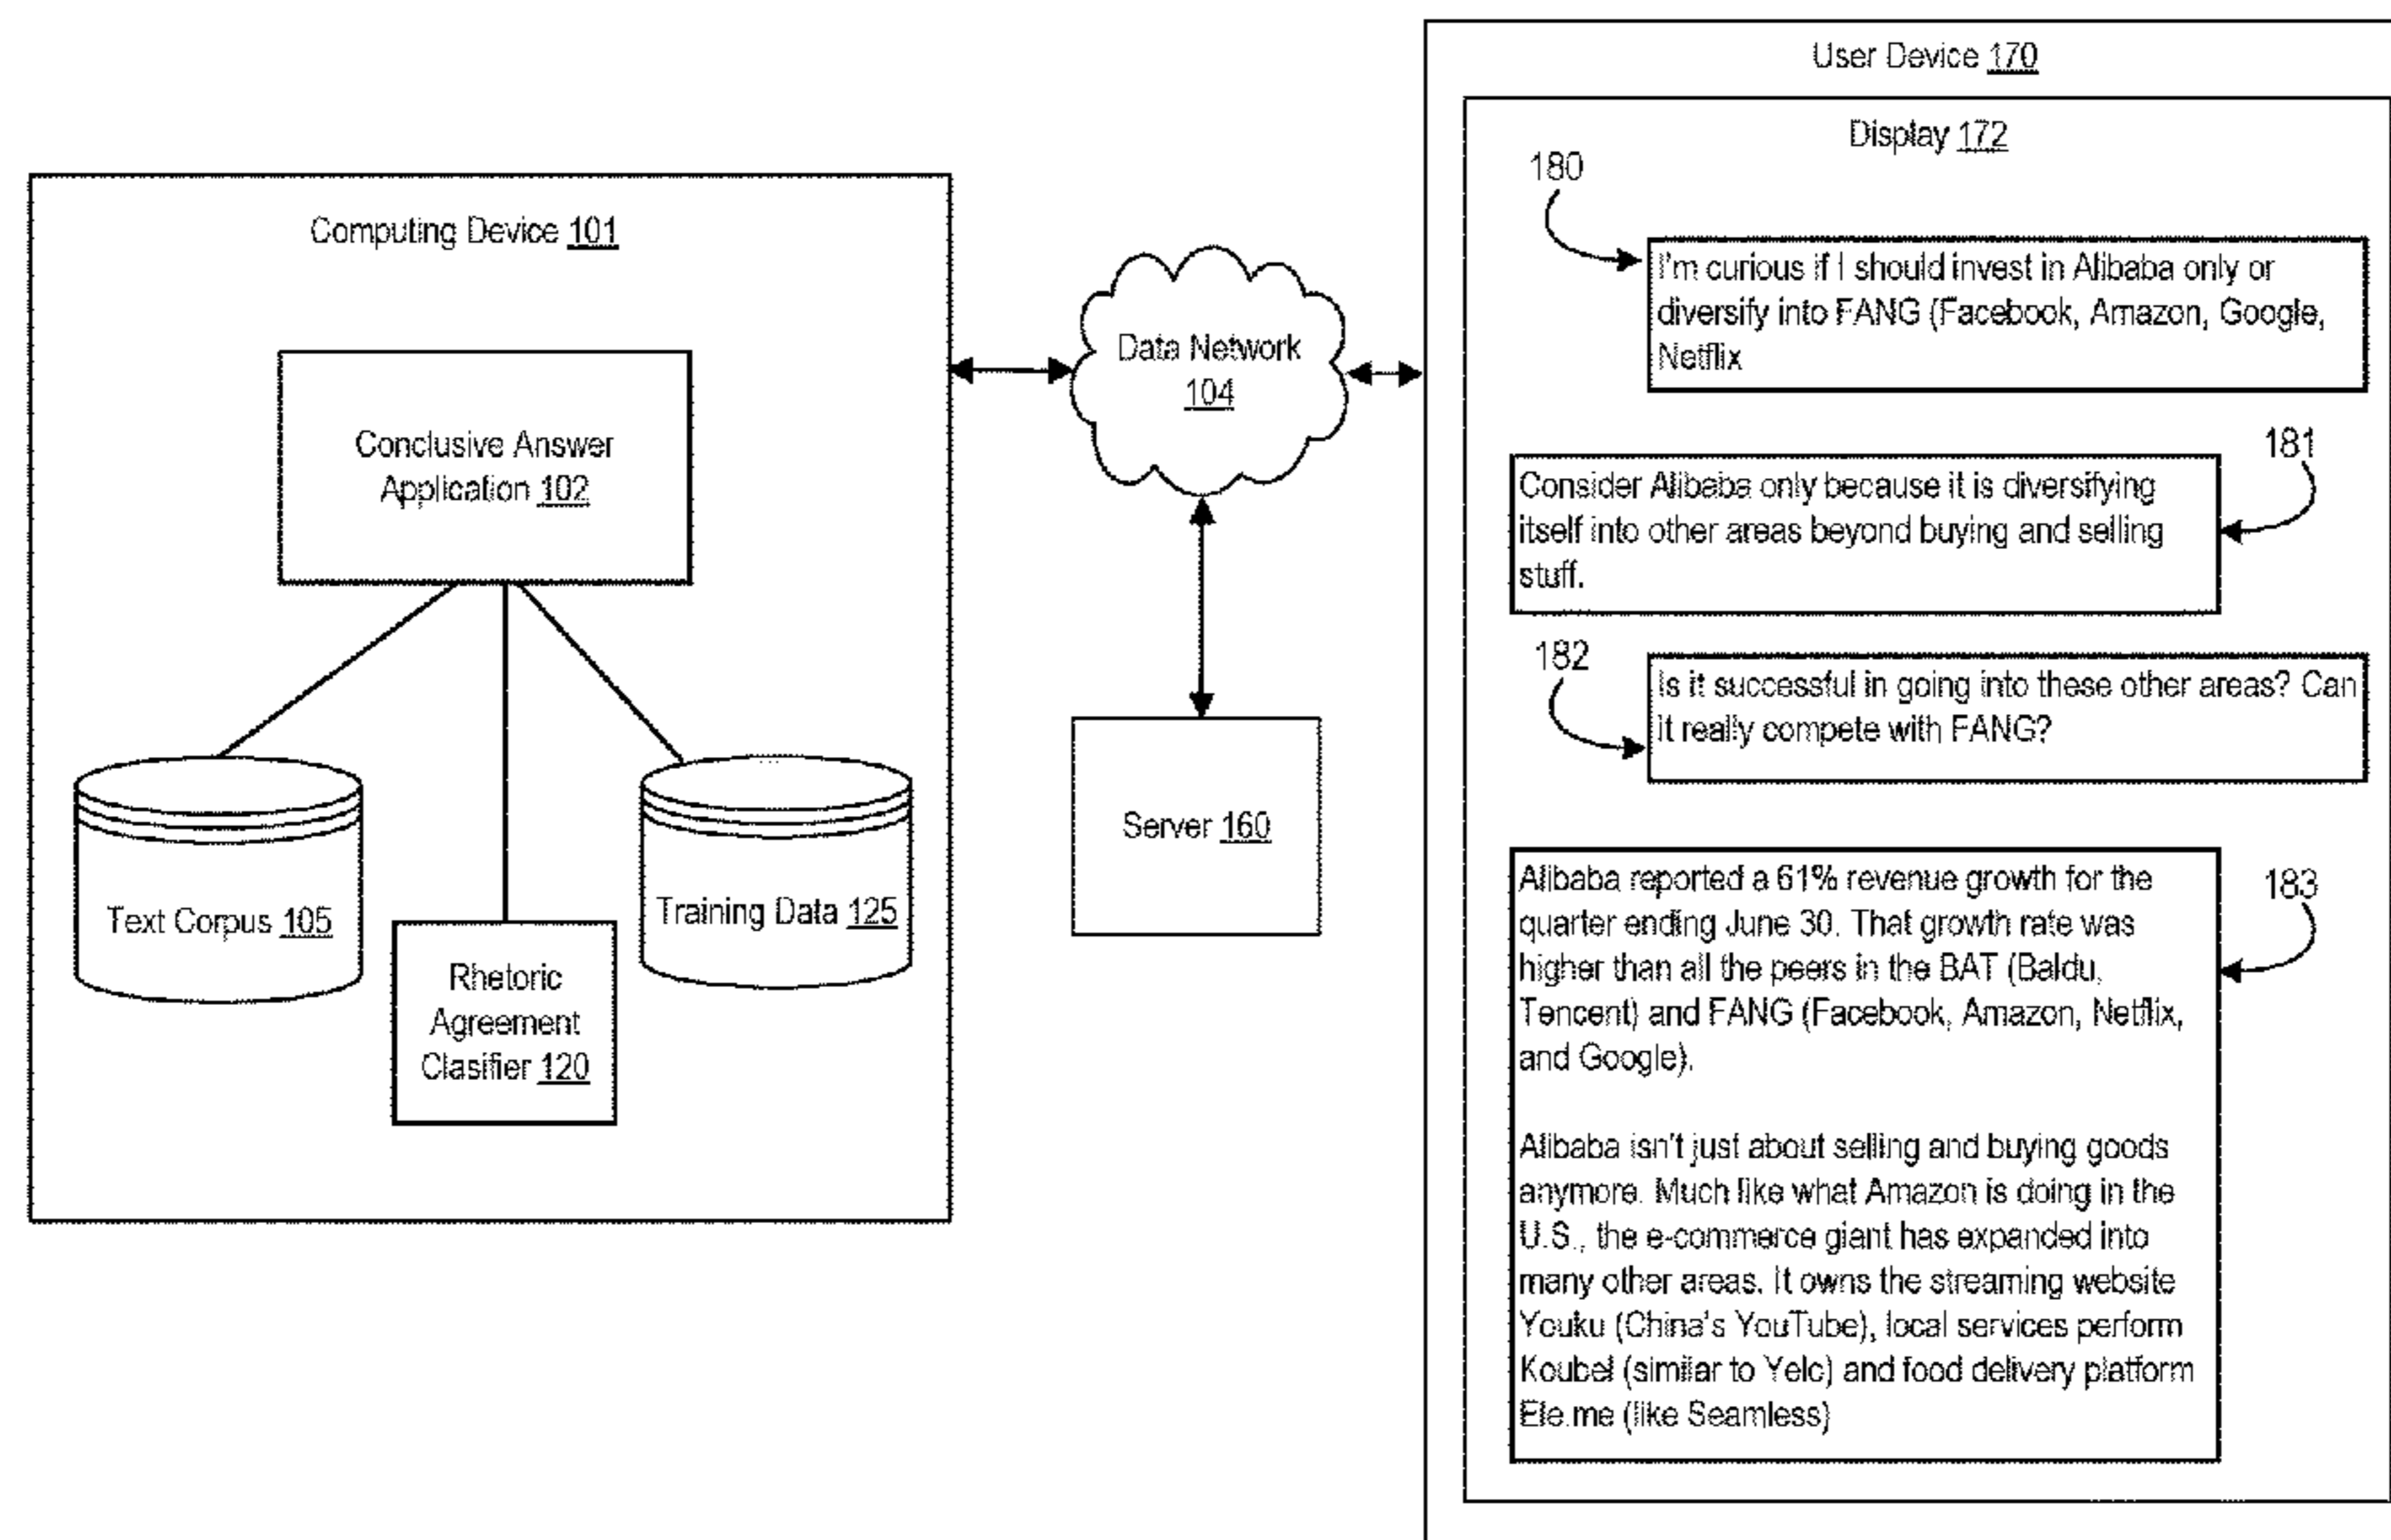 Computing Device 101
Conclusive Answer
Application 102
Text Corpus 105
Rhetoric
Agreement
Clasifier 120
Training Data 125
Data Network
104
Server 160
User Device 170
Display 172
180
I'm curious if I should invest in Alibaba only or
diversify into FANG (Facebook, Amazon, Google,
Netflix
181
Consider Alibaba only because it is diversifying
itself into other areas beyond buying and selling
stuff.
182
Is it successful in going into these other areas? Can
it really compete with FANG?
183
Alibaba reported a 61% revenue growth for the
quarter ending June 30. That growth rate was
higher than all the peers in the BAT (Baidu,
Tencent) and FANG (Facebook, Amazon, Netflix,
and Google).
Alibaba isn't just about selling and buying goods
anymore. Much like what Amazon is doing in the
U.S., the e-commerce giant has expanded into
many other areas. It owns the streaming website
Youku (China's YouTube), local services perform
Koubei (similar to Yelc) and food delivery platform
Ele.me (like Seamless)